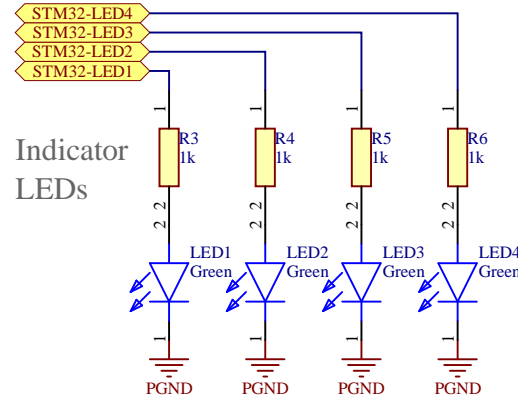 STM32-LED4
STM32-LED3
STM32-LED2
STM32-LED1
1 1 1 1
R3 R4 R5 R6
1k 1k 1k 1k
Indicator
LEDs
2 2 2 2
2 2 2 2
LED1 LED2 LED3 LED4
Green Green Green Green
1 1 1 1
PGND PGND PGND PGND